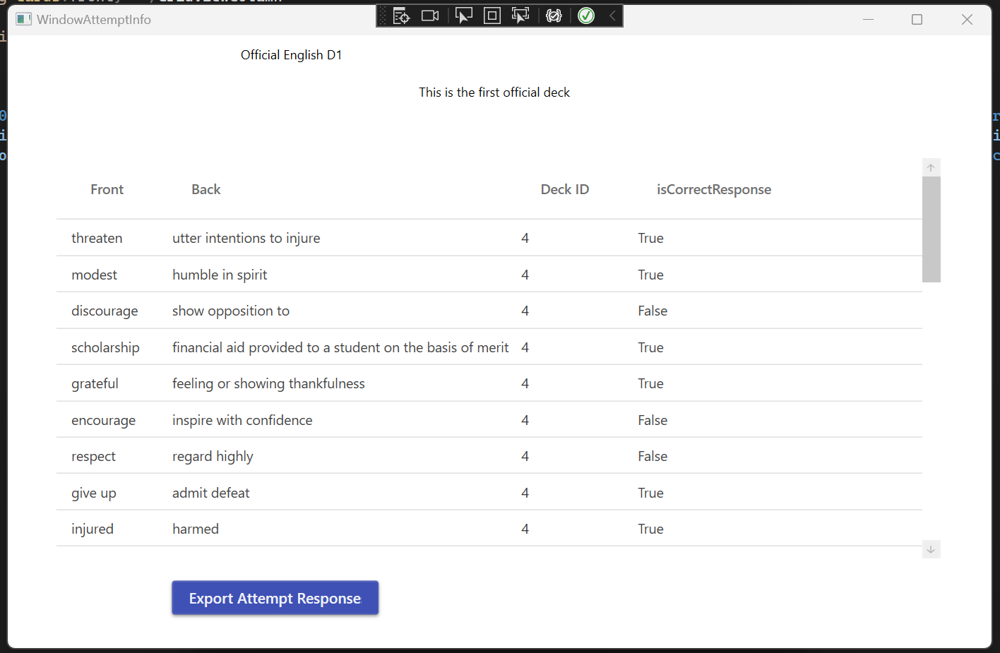 WindowAttemptInfo
Official English D1
This is the first official deck
Front Back Deck ID isCorrectResponse
threaten utter intentions to injure 4 True
modest humble in spirit 4 True
discourage show opposition to 4 False
scholarship financial aid provided to a student on the basis of merit 4 True
grateful feeling or showing thankfulness 4 True
encourage inspire with confidence 4 False
respect regard highly 4 False
give up admit defeat 4 True
injured harmed 4 True
Export Attempt Response